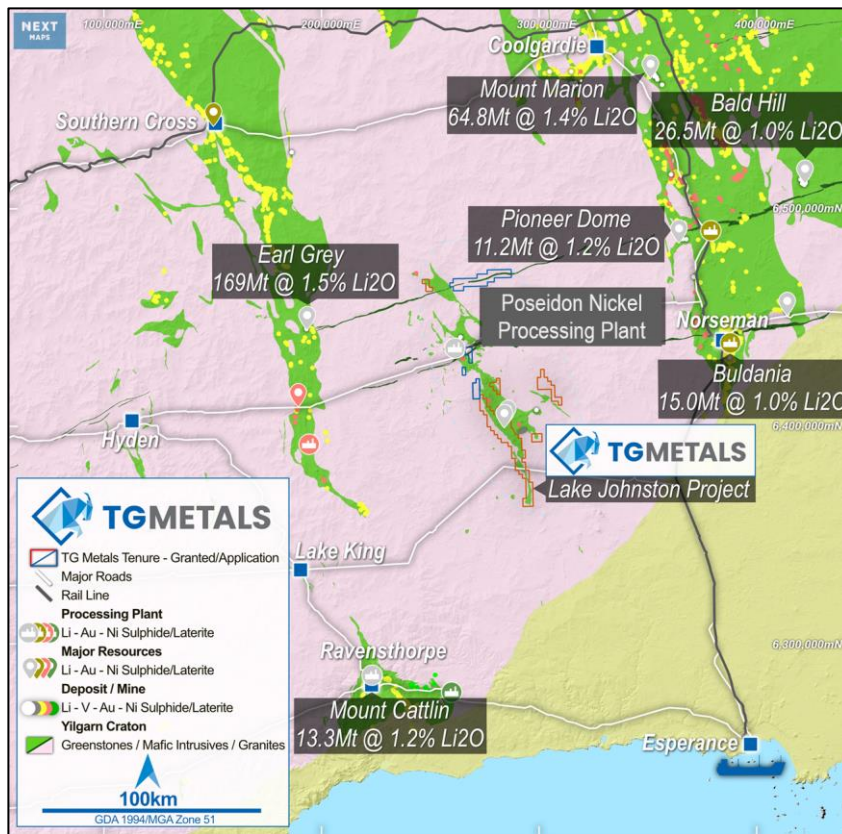 NEXT
MAPS
100,000mE
200,000mE
300,000mE
400,000mE
Coolgardie
Mount Marion
64.8Mt @ 1.4% Li2O
Bald Hill
26.5Mt @ 1.0% Li2O
Southern Cross
6,500,000mN
Pioneer Dome
11.2Mt @ 1.2% Li2O
Earl Grey
169Mt @ 1.5% Li2O
Poseidon Nickel
Processing Plant
Norseman
Buldania
15.0Mt @ 1.0% Li2O
Hyden
6,400,000mN
TGMETALS
Lake Johnston Project
TGMETALS
TG Metals Tenure - Granted/Application
Major Roads
Rail Line
Processing Plant
Li - Au - Ni Sulphide/Laterite
Major Resources
Li - Au - Ni Sulphide/Laterite
Deposit / Mine
Li - V - Au - Ni Sulphide/Laterite
Yilgarn Craton
Greenstones / Mafic Intrusives / Granites
100km
GDA 1994/MGA Zone 51
Lake King
6,300,000mN
Ravensthorpe
Mount Cattlin
13.3Mt @ 1.2% Li2O
Esperance